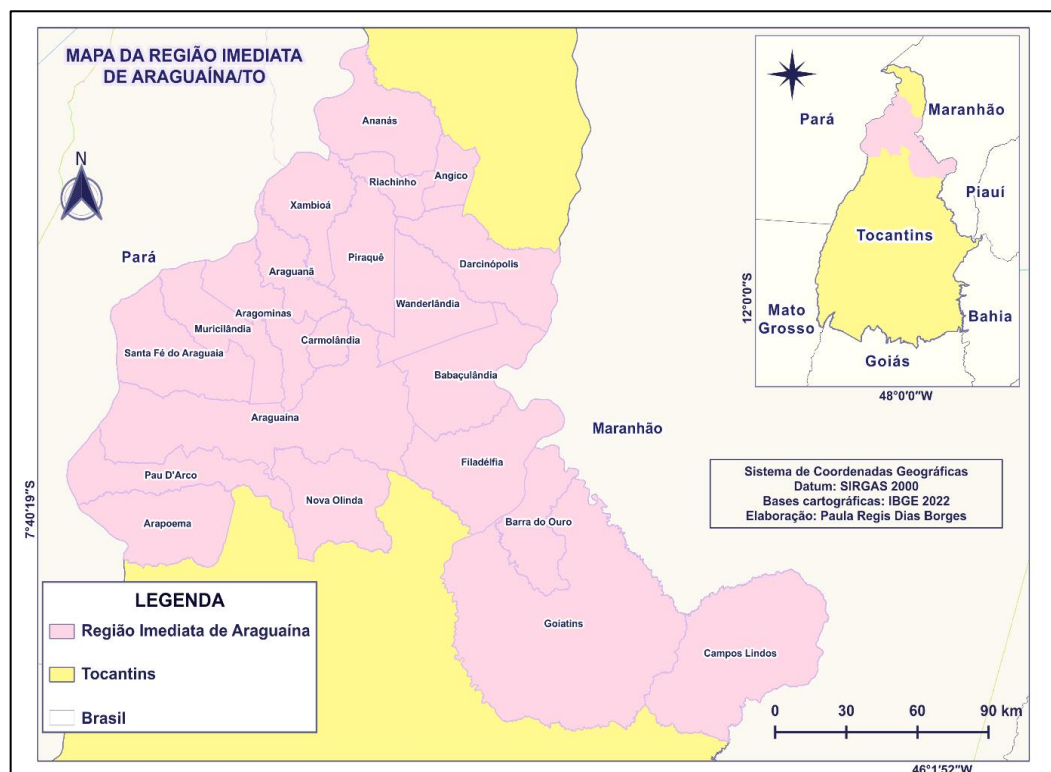 MAPA DA REGIÃO IMEDIATA
DE ARAGUAÍNA/TO
N
Pará
Ananás
Riachinho
Angico
Xambioá
Piraquê
Darcinópolis
Araguanã
Wanderlândia
Aragominas
Muricilândia
Carmolândia
Santa Fé do Araguaia
Babaçulândia
Araguaína
Maranhão
Filadélfia
Pau D'Arco
Nova Olinda
Arapoema
Barra do Ouro
Goiatins
Campos Lindos
7°40'19"S
46°1'52"W
Pará
Maranhão
Piauí
Tocantins
12°0'0"S
Mato
Grosso
Bahia
Goiás
48°0'0"W
Sistema de Coordenadas Geográficas
Datum: SIRGAS 2000
Bases cartográficas: IBGE 2022
Elaboração: Paula Regis Dias Borges
LEGENDA
Região Imediata de Araguaína
Tocantins
Brasil
0 30 60 90 km